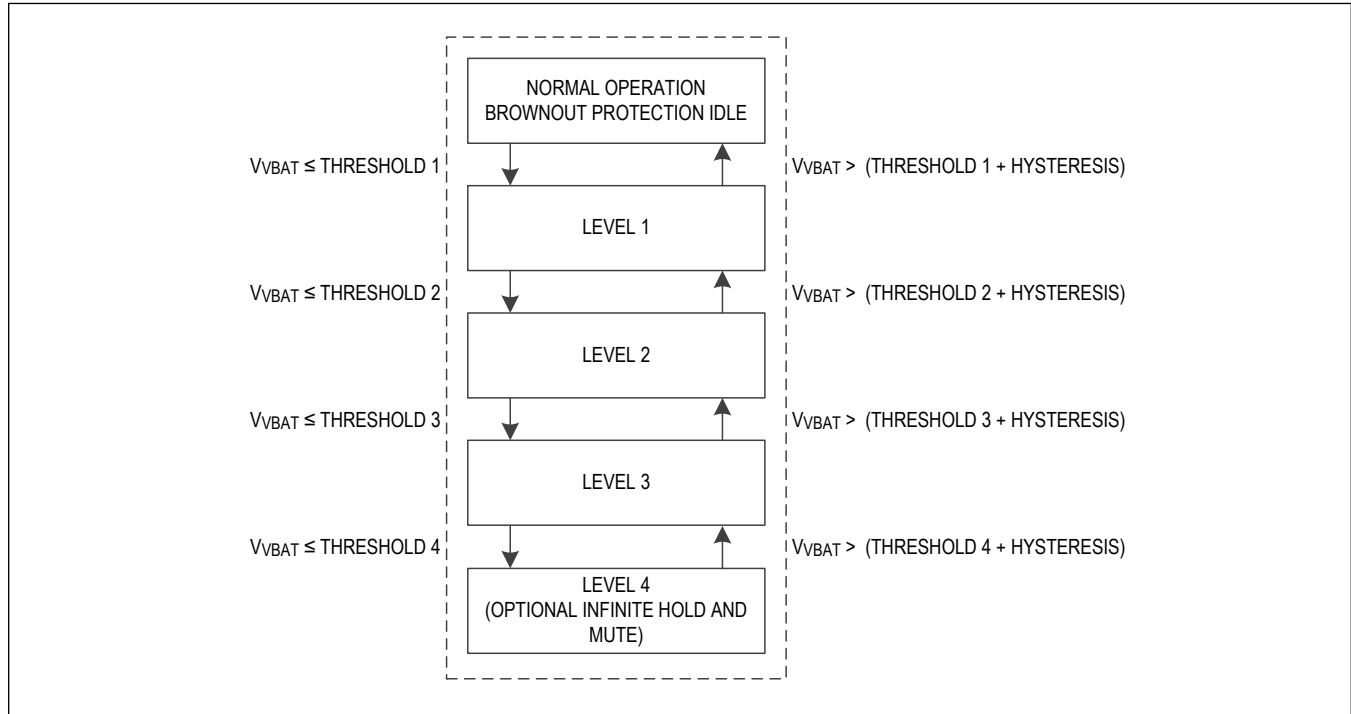 NORMAL OPERATION
BROWNOUT PROTECTION IDLE
VVBAT ≤ THRESHOLD 1
VVBAT > (THRESHOLD 1 + HYSTERESIS)
LEVEL 1
VVBAT ≤ THRESHOLD 2
VVBAT > (THRESHOLD 2 + HYSTERESIS)
LEVEL 2
VVBAT ≤ THRESHOLD 3
VVBAT > (THRESHOLD 3 + HYSTERESIS)
LEVEL 3
VVBAT ≤ THRESHOLD 4
VVBAT > (THRESHOLD 4 + HYSTERESIS)
LEVEL 4
(OPTIONAL INFINITE HOLD AND
MUTE)